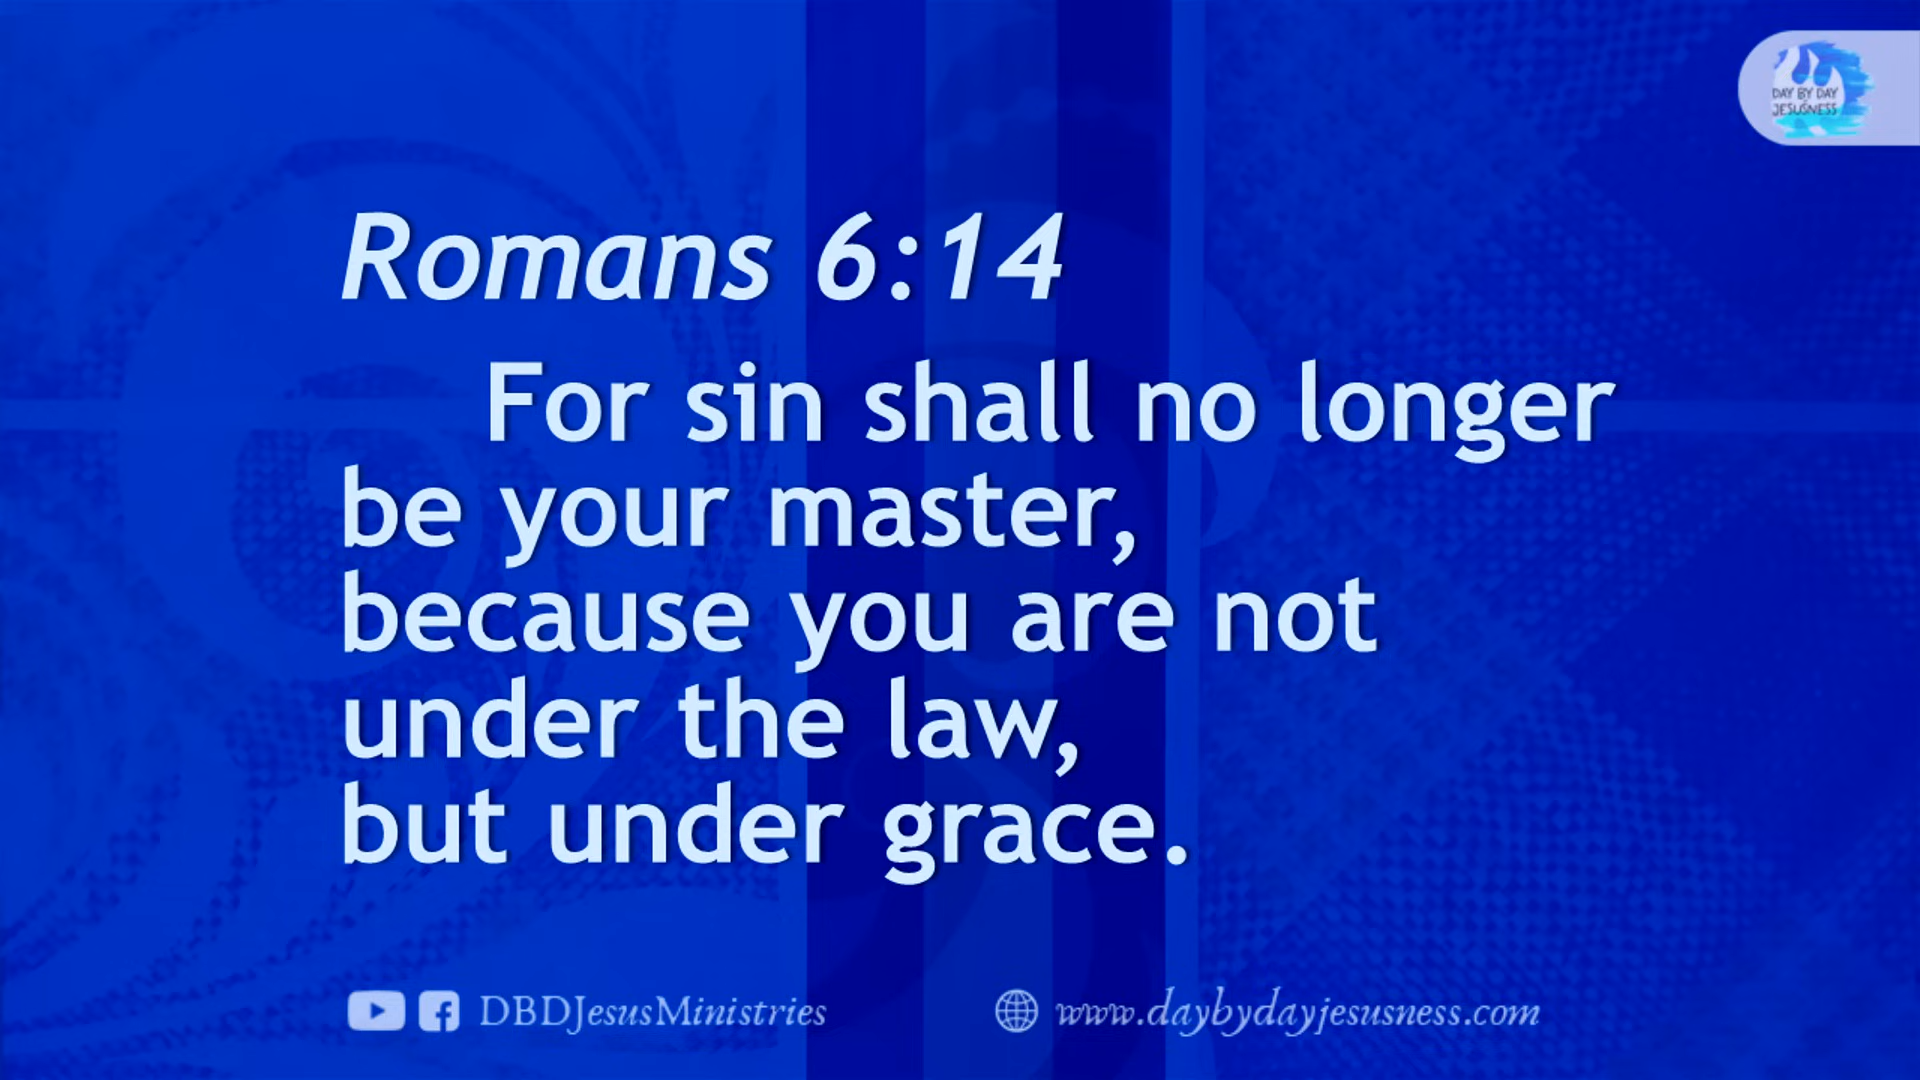 DAY BY DAY
JESUSNESS
Romans 6:14
For sin shall no longer
be your master,
because you are not
under the law,
but under grace.
DBDJesusMinistries
www.daybydayjesusness.com